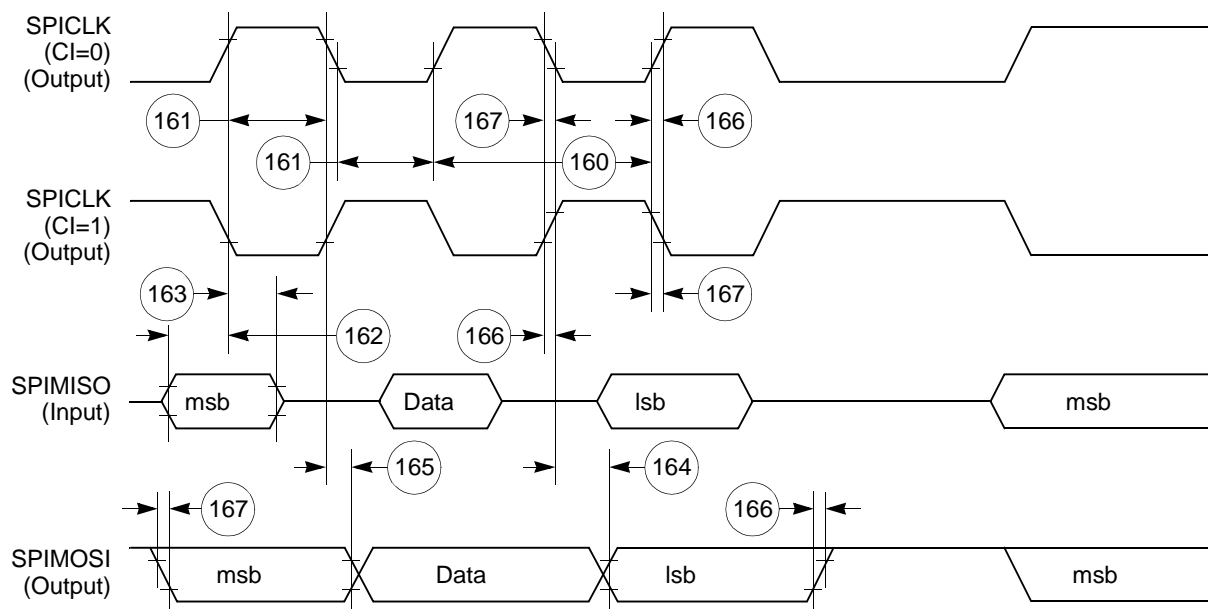 SPICLK
(CI=0)
(Output)
161
167
166
161
160
SPICLK
(CI=1)
(Output)
163
167
162
166
SPIMISO
(Input)
msb
Data
lsb
msb
165
164
167
166
SPIMOSI
(Output)
msb
Data
lsb
msb